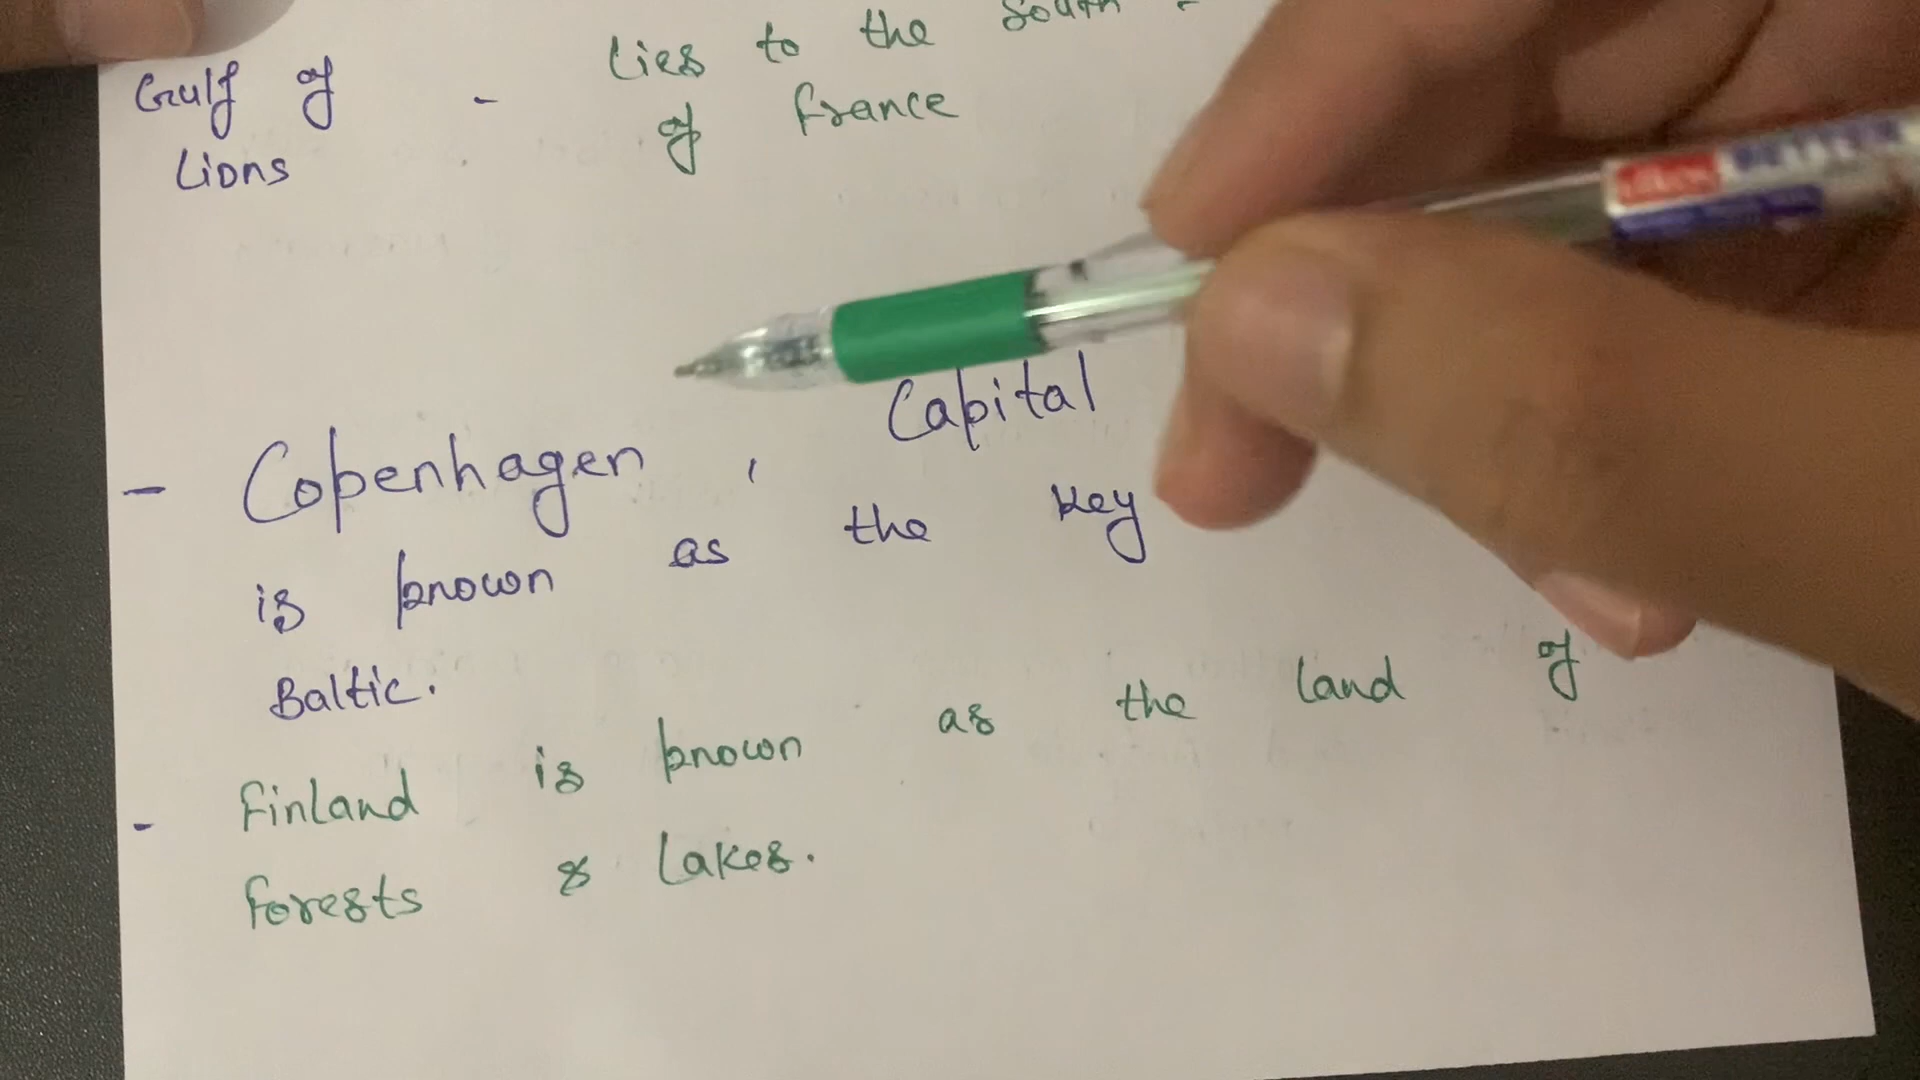 lies to the south -
Gulf of - of france
Lions
- Copenhagen , Capital
is known as the key
Baltic.
- Finland is known as the land of
forests & lakes.